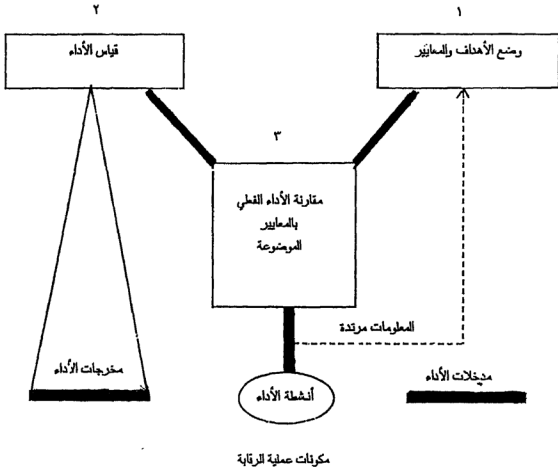 ١
وضع الأهداف والمعايير
٢
قياس الأداء
٣
مقارنة الأداء الفعلي
بالمعايير
الموضوعة
المعلومات مرتدة
مدخلات الأداء
مخرجات الأداء
أنشطة الأداء
مكونات عملية الرقابة